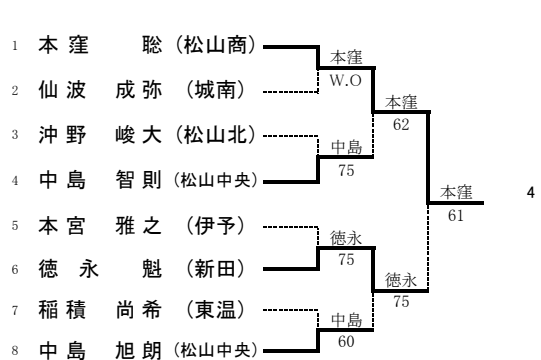 1 本窪 聡 (松山商)
本窪
2 仙波 成弥 (城南)
W.O
本窪
3 沖野 峻大 (松山北)
62
中島
4 中島 智則 (松山中央)
75
本窪
4
61
5 本宮 雅之 (伊予)
徳永
6 徳永 魁 (新田)
75
徳永
7 稲積 尚希 (東温)
75
中島
8 中島 旭朗 (松山中央)
60